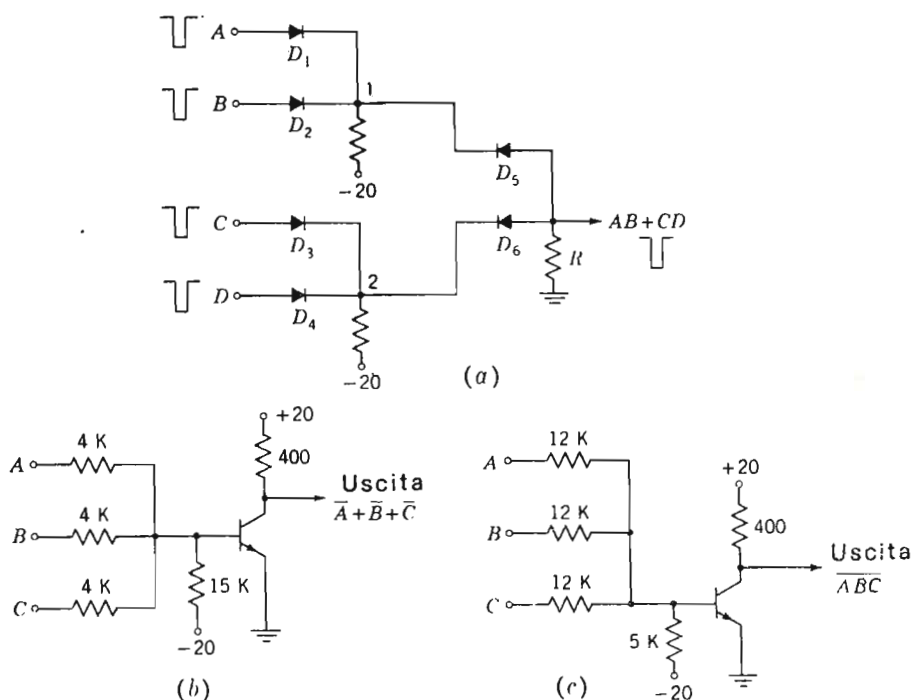 A
D₁
B
D₂
1
-20
D₅
C
D₃
D₆
AB+CD
R
D
D₄
2
-20
(a)
+20
400
4 K
A
Uscita
A̅+B̅+C̅
4 K
B
4 K
15 K
C
-20
(b)
12 K
+20
A
400
12 K
B
Uscita
A̅B̅C̅
12 K
C
5 K
-20
(c)